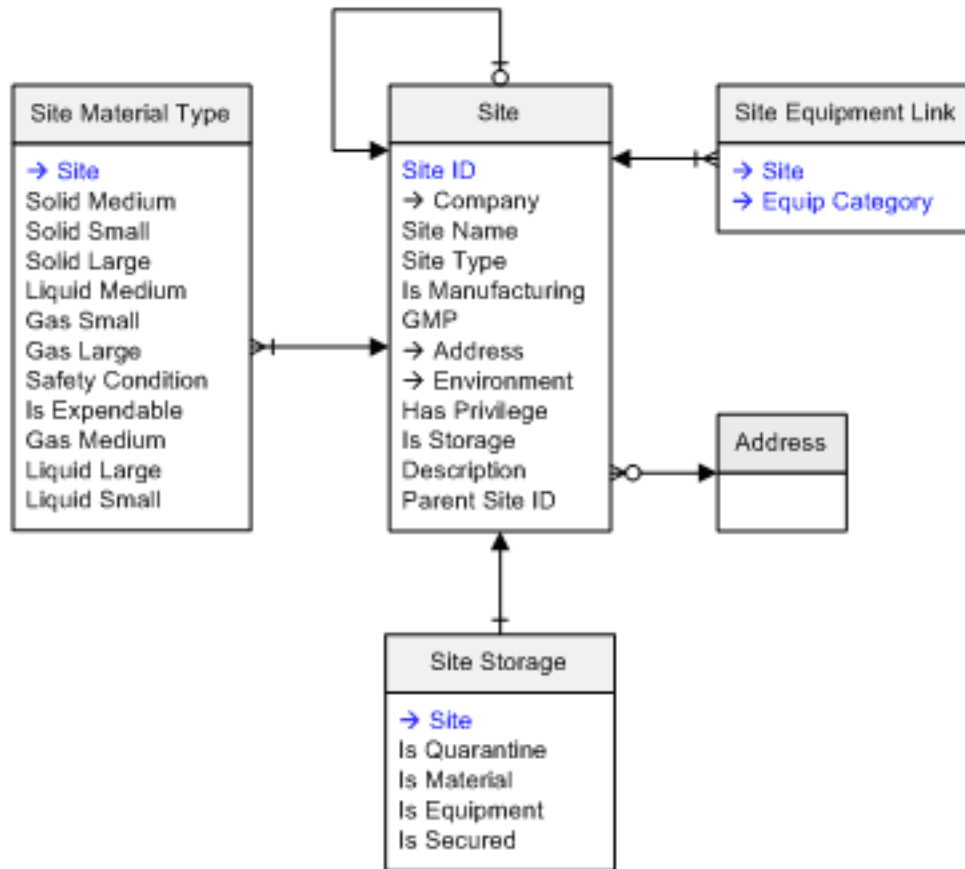 Site Material Type
→ Site
Solid Medium
Solid Small
Solid Large
Liquid Medium
Gas Small
Gas Large
Safety Condition
Is Expendable
Gas Medium
Liquid Large
Liquid Small
Site
Site ID
→ Company
Site Name
Site Type
Is Manufacturing
GMP
→ Address
→ Environment
Has Privilege
Is Storage
Description
Parent Site ID
Site Equipment Link
→ Site
→ Equip Category
Address
Site Storage
→ Site
Is Quarantine
Is Material
Is Equipment
Is Secured